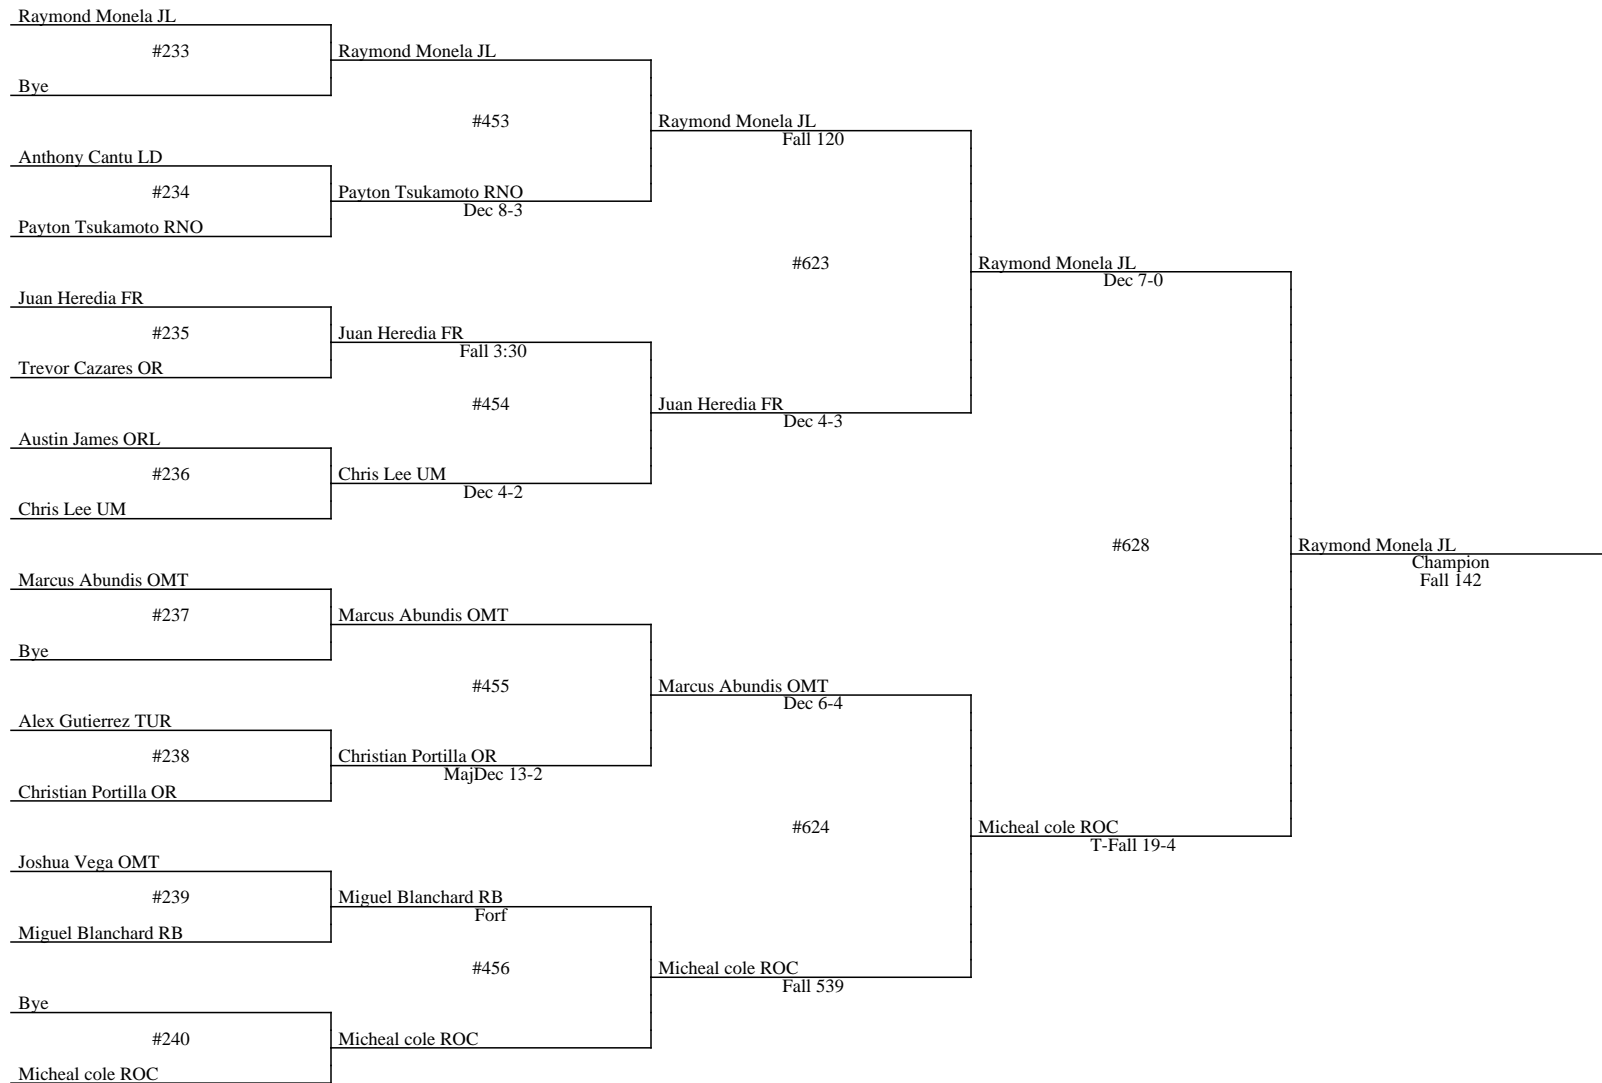 Raymond Monela JL
#233
Bye
Raymond Monela JL
#453
Anthony Cantu LD
#234
Payton Tsukamoto RNO
Payton Tsukamoto RNO
Dec 8-3
Raymond Monela JL
Fall 120
#623
Juan Heredia FR
#235
Trevor Cazares OR
Juan Heredia FR
Fall 3:30
#454
Austin James ORL
#236
Chris Lee UM
Chris Lee UM
Dec 4-2
Juan Heredia FR
Dec 4-3
Raymond Monela JL
Dec 7-0
#628
Marcus Abundis OMT
#237
Bye
Marcus Abundis OMT
#455
Alex Gutierrez TUR
#238
Christian Portilla OR
Christian Portilla OR
MajDec 13-2
Marcus Abundis OMT
Dec 6-4
#624
Joshua Vega OMT
#239
Miguel Blanchard RB
Miguel Blanchard RB
Forf
#456
Bye
#240
Micheal cole ROC
Micheal cole ROC
Micheal cole ROC
Fall 539
Micheal cole ROC
T-Fall 19-4
Raymond Monela JL
Champion
Fall 142